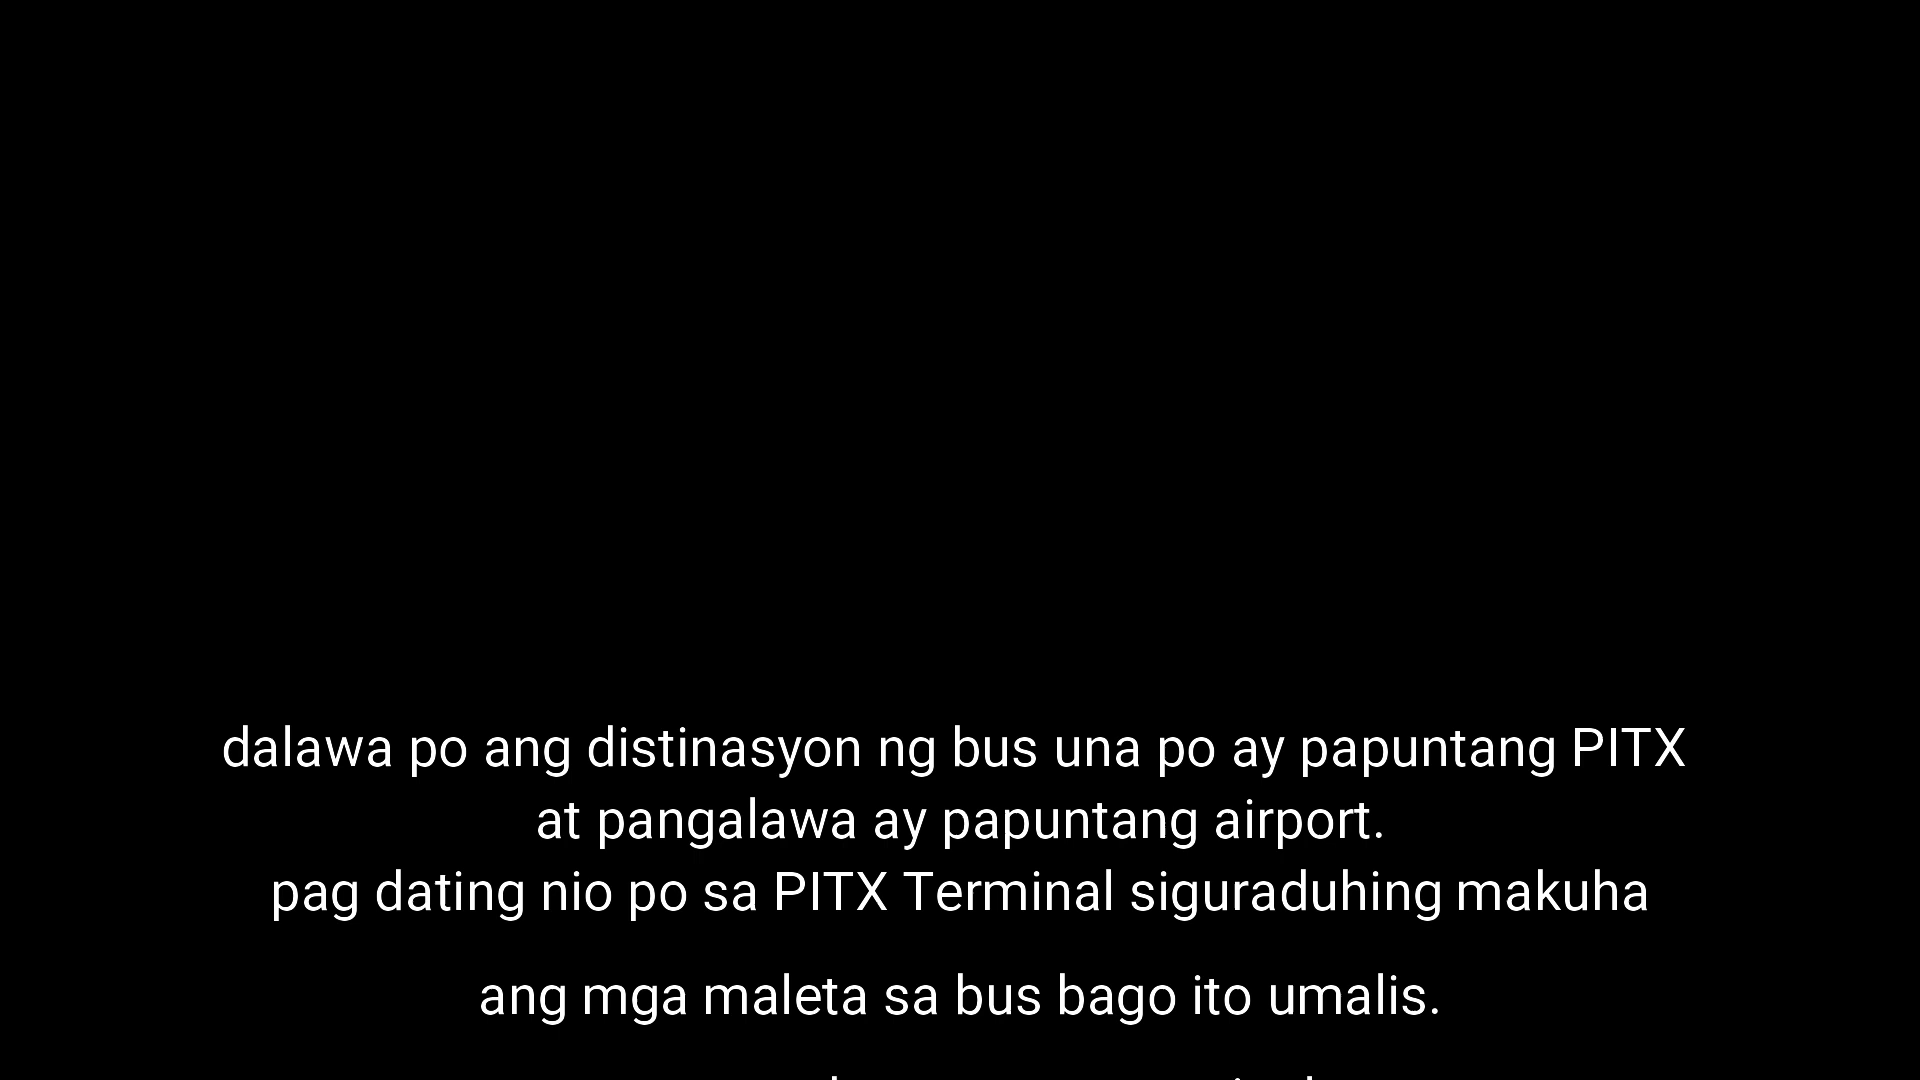 dalawa po ang distinasyon ng bus una po ay papuntang PITX
at pangalawa ay papuntang airport.
pag dating nio po sa PITX Terminal siguraduhing makuha
ang mga maleta sa bus bago ito umalis.